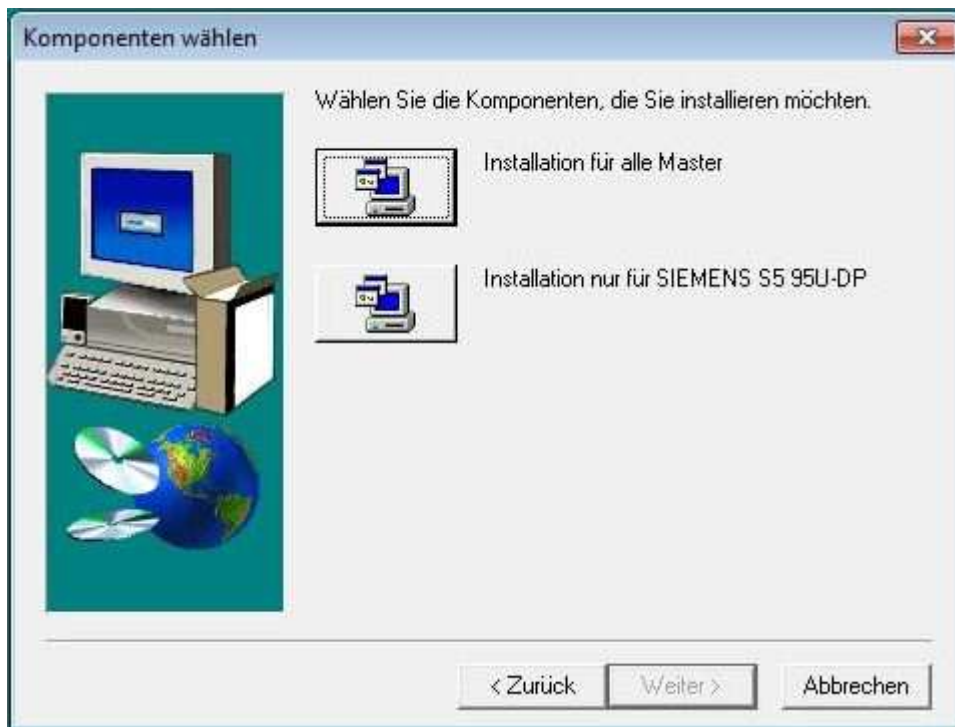 Komponenten wählen
Wählen Sie die Komponenten, die Sie installieren möchten.
Installation für alle Master
Installation nur für SIEMENS S5 95U-DP
< Zurück
Weiter >
Abbrechen